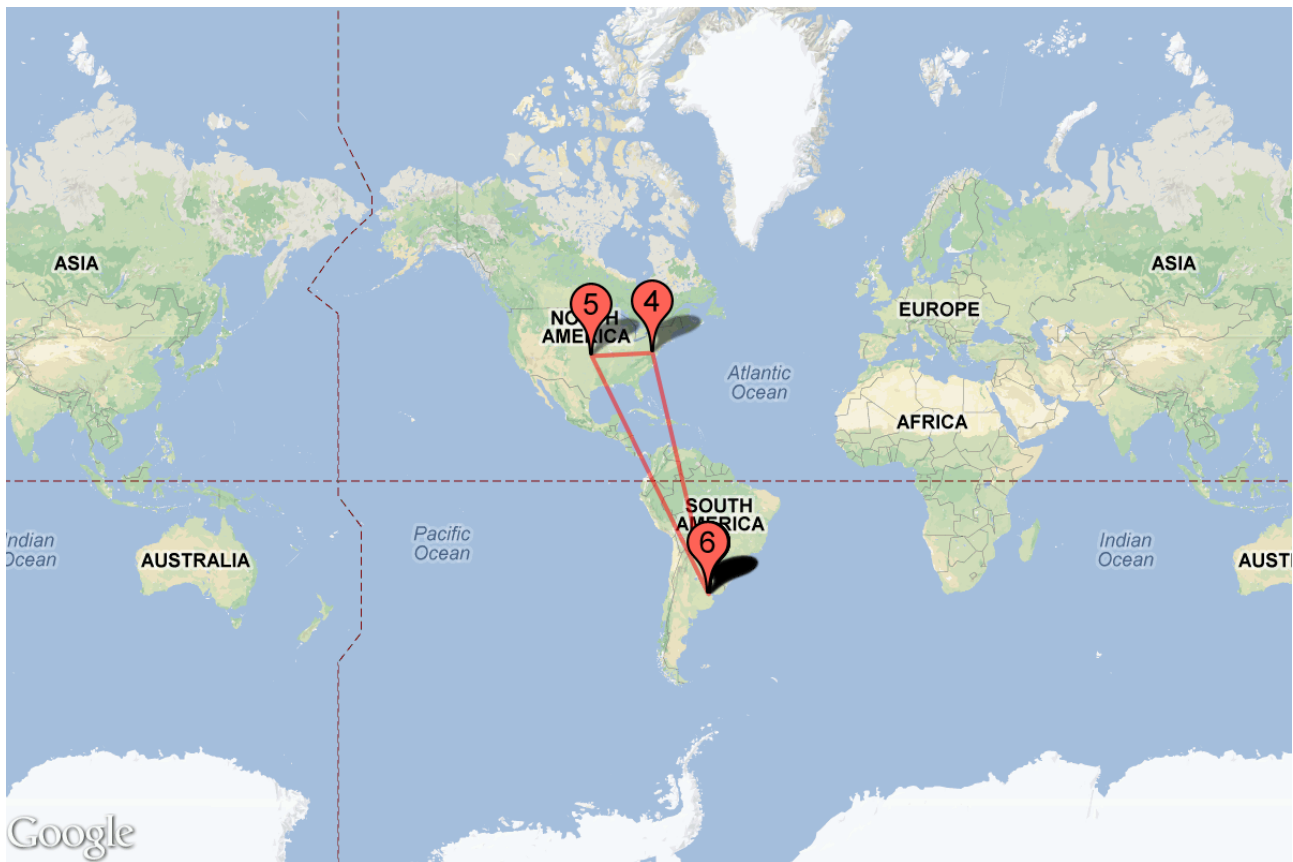 ASIA
ASIA
5
4
NORTH
AMERICA
EUROPE
Atlantic
Ocean
AFRICA
SOUTH
AMERICA
6
Pacific
Ocean
Indian
Ocean
AUSTRALIA
Indian
Ocean
AUSTI
Google